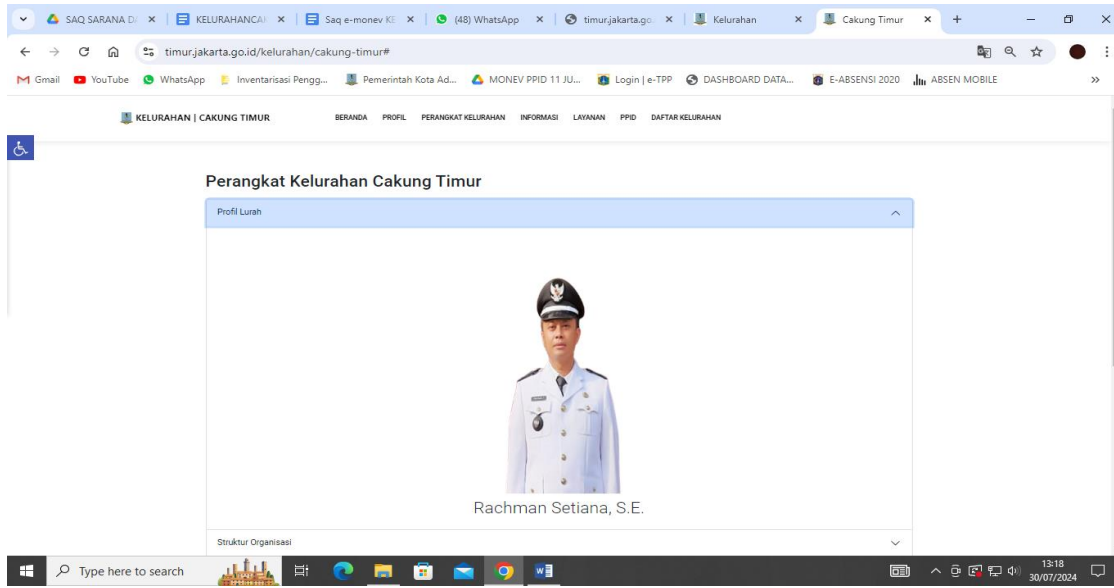 SAQ SARANA DA
KELURAHANCAK
Saq e-monev KE
(48) WhatsApp
timur.jakarta.go.
Kelurahan
Cakung Timur
timur.jakarta.go.id/kelurahan/cakung-timur#
Gmail
YouTube
WhatsApp
Inventarisasi Pengg...
Pemerintah Kota Ad...
MONEV PPID 11 JU...
Login | e-TPP
DASHBOARD DATA...
E-ABSENSI 2020
ABSEN MOBILE
KELURAHAN | CAKUNG TIMUR
BERANDA
PROFIL
PERANGKAT KELURAHAN
INFORMASI
LAYANAN
PPID
DAFTAR KELURAHAN
Perangkat Kelurahan Cakung Timur
Profil Lurah
Rachman Setiana, S.E.
Struktur Organisasi
Type here to search
13:18
30/07/2024